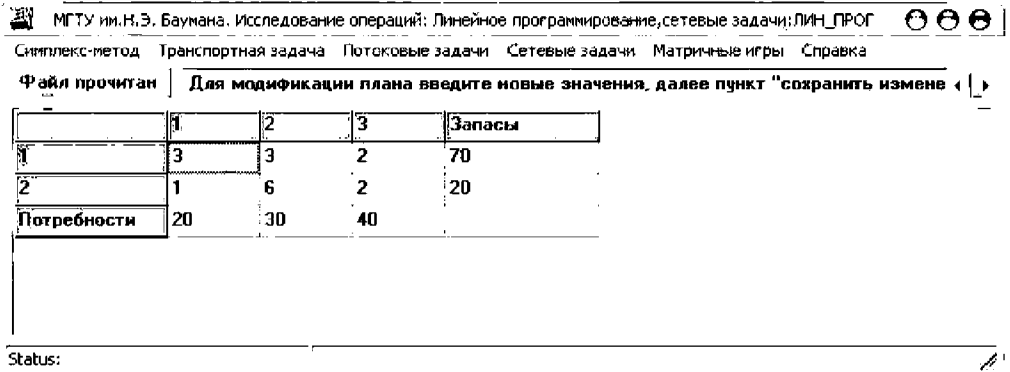 МГТУ им.Н.Э. Баумана. Исследование операций: Линейное программирование,сетевые задачи:ЛИН_ПРОГ
Симплекс-метод Транспортная задача Потоковые задачи Сетевые задачи Матричные игры Справка
Файл прочитан Для модификации плана введите новые значения, далее пункт "сохранить измене
1 2 3 Запасы
1 3 3 2 70
2 1 6 2 20
Потребности 20 30 40
Status: